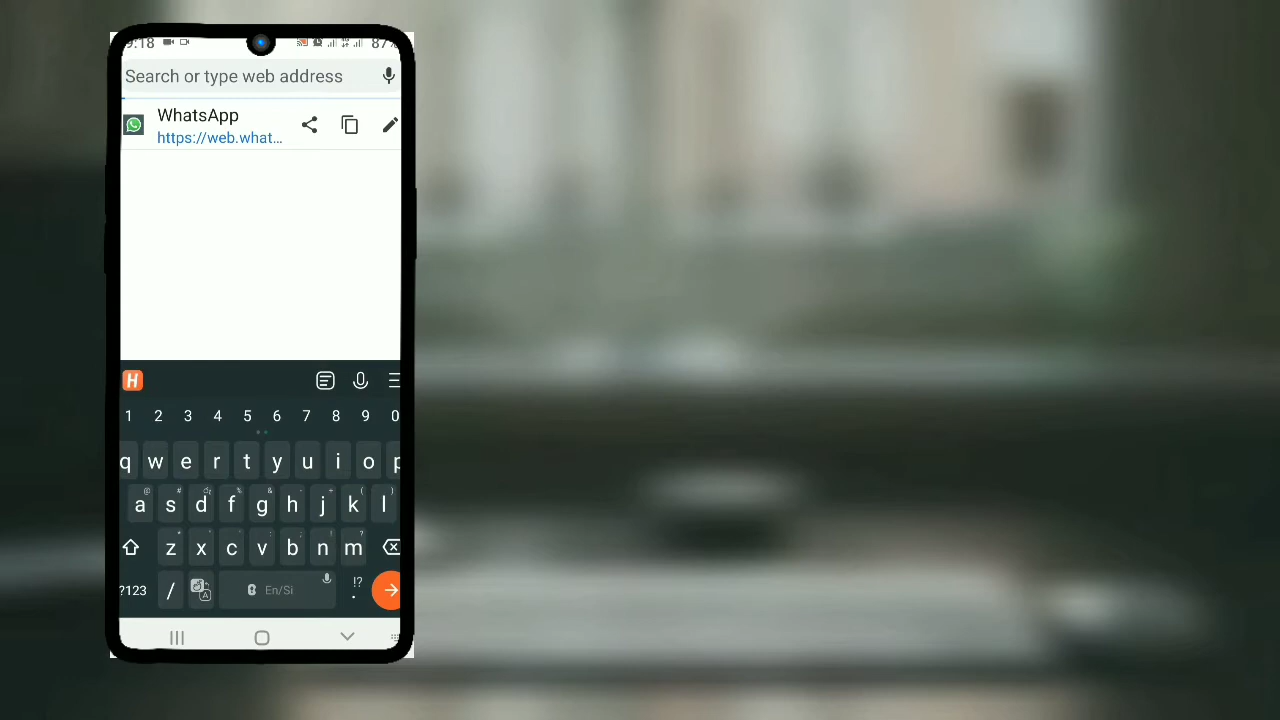 9:18 87%
Search or type web address
WhatsApp
https://web.what...
H
1 2 3 4 5 6 7 8 9 0
q w e r t y u i o p
@ # & - + ( )
a s d f g h j k l
* " ' : ; ! ?
z x c v b n m
!?
?123 / A En/Si .